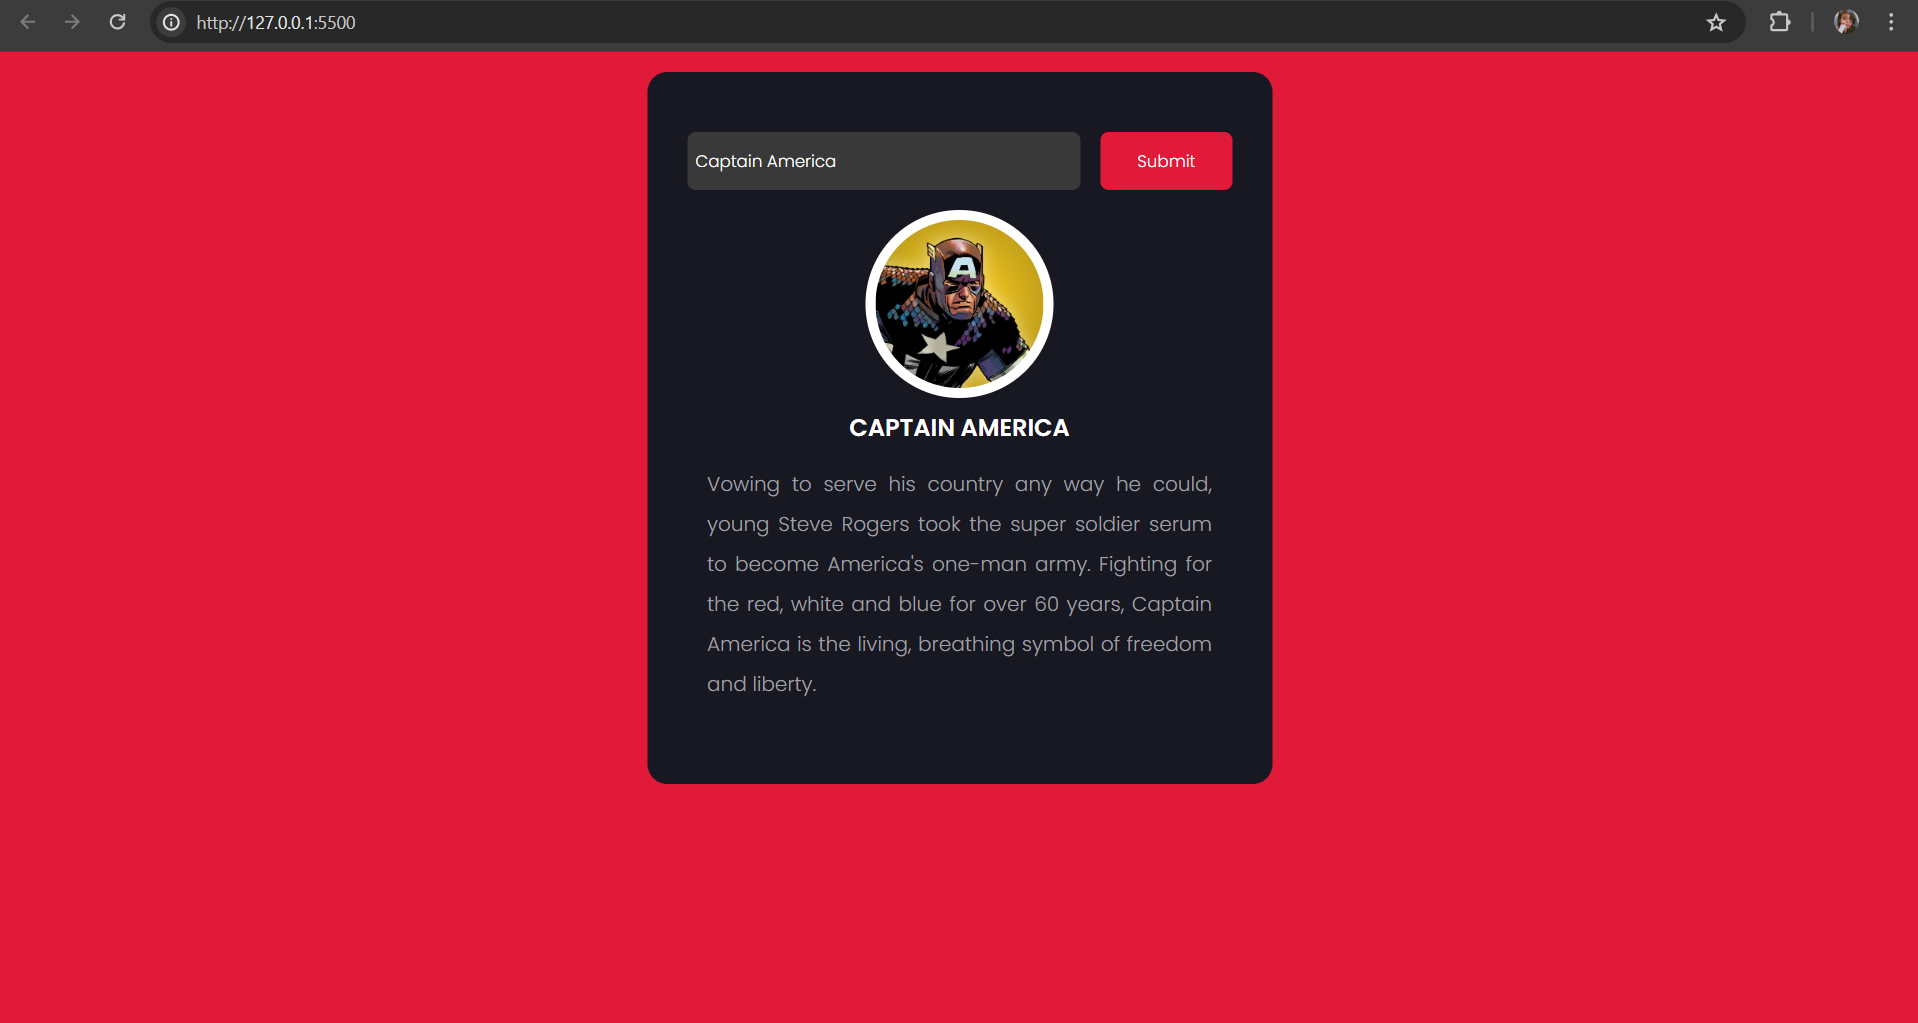 http://127.0.0.1:5500
Captain America
Submit
A
CAPTAIN AMERICA
Vowing to serve his country any way he could,
young Steve Rogers took the super soldier serum
to become America's one-man army. Fighting for
the red, white and blue for over 60 years, Captain
America is the living, breathing symbol of freedom
and liberty.